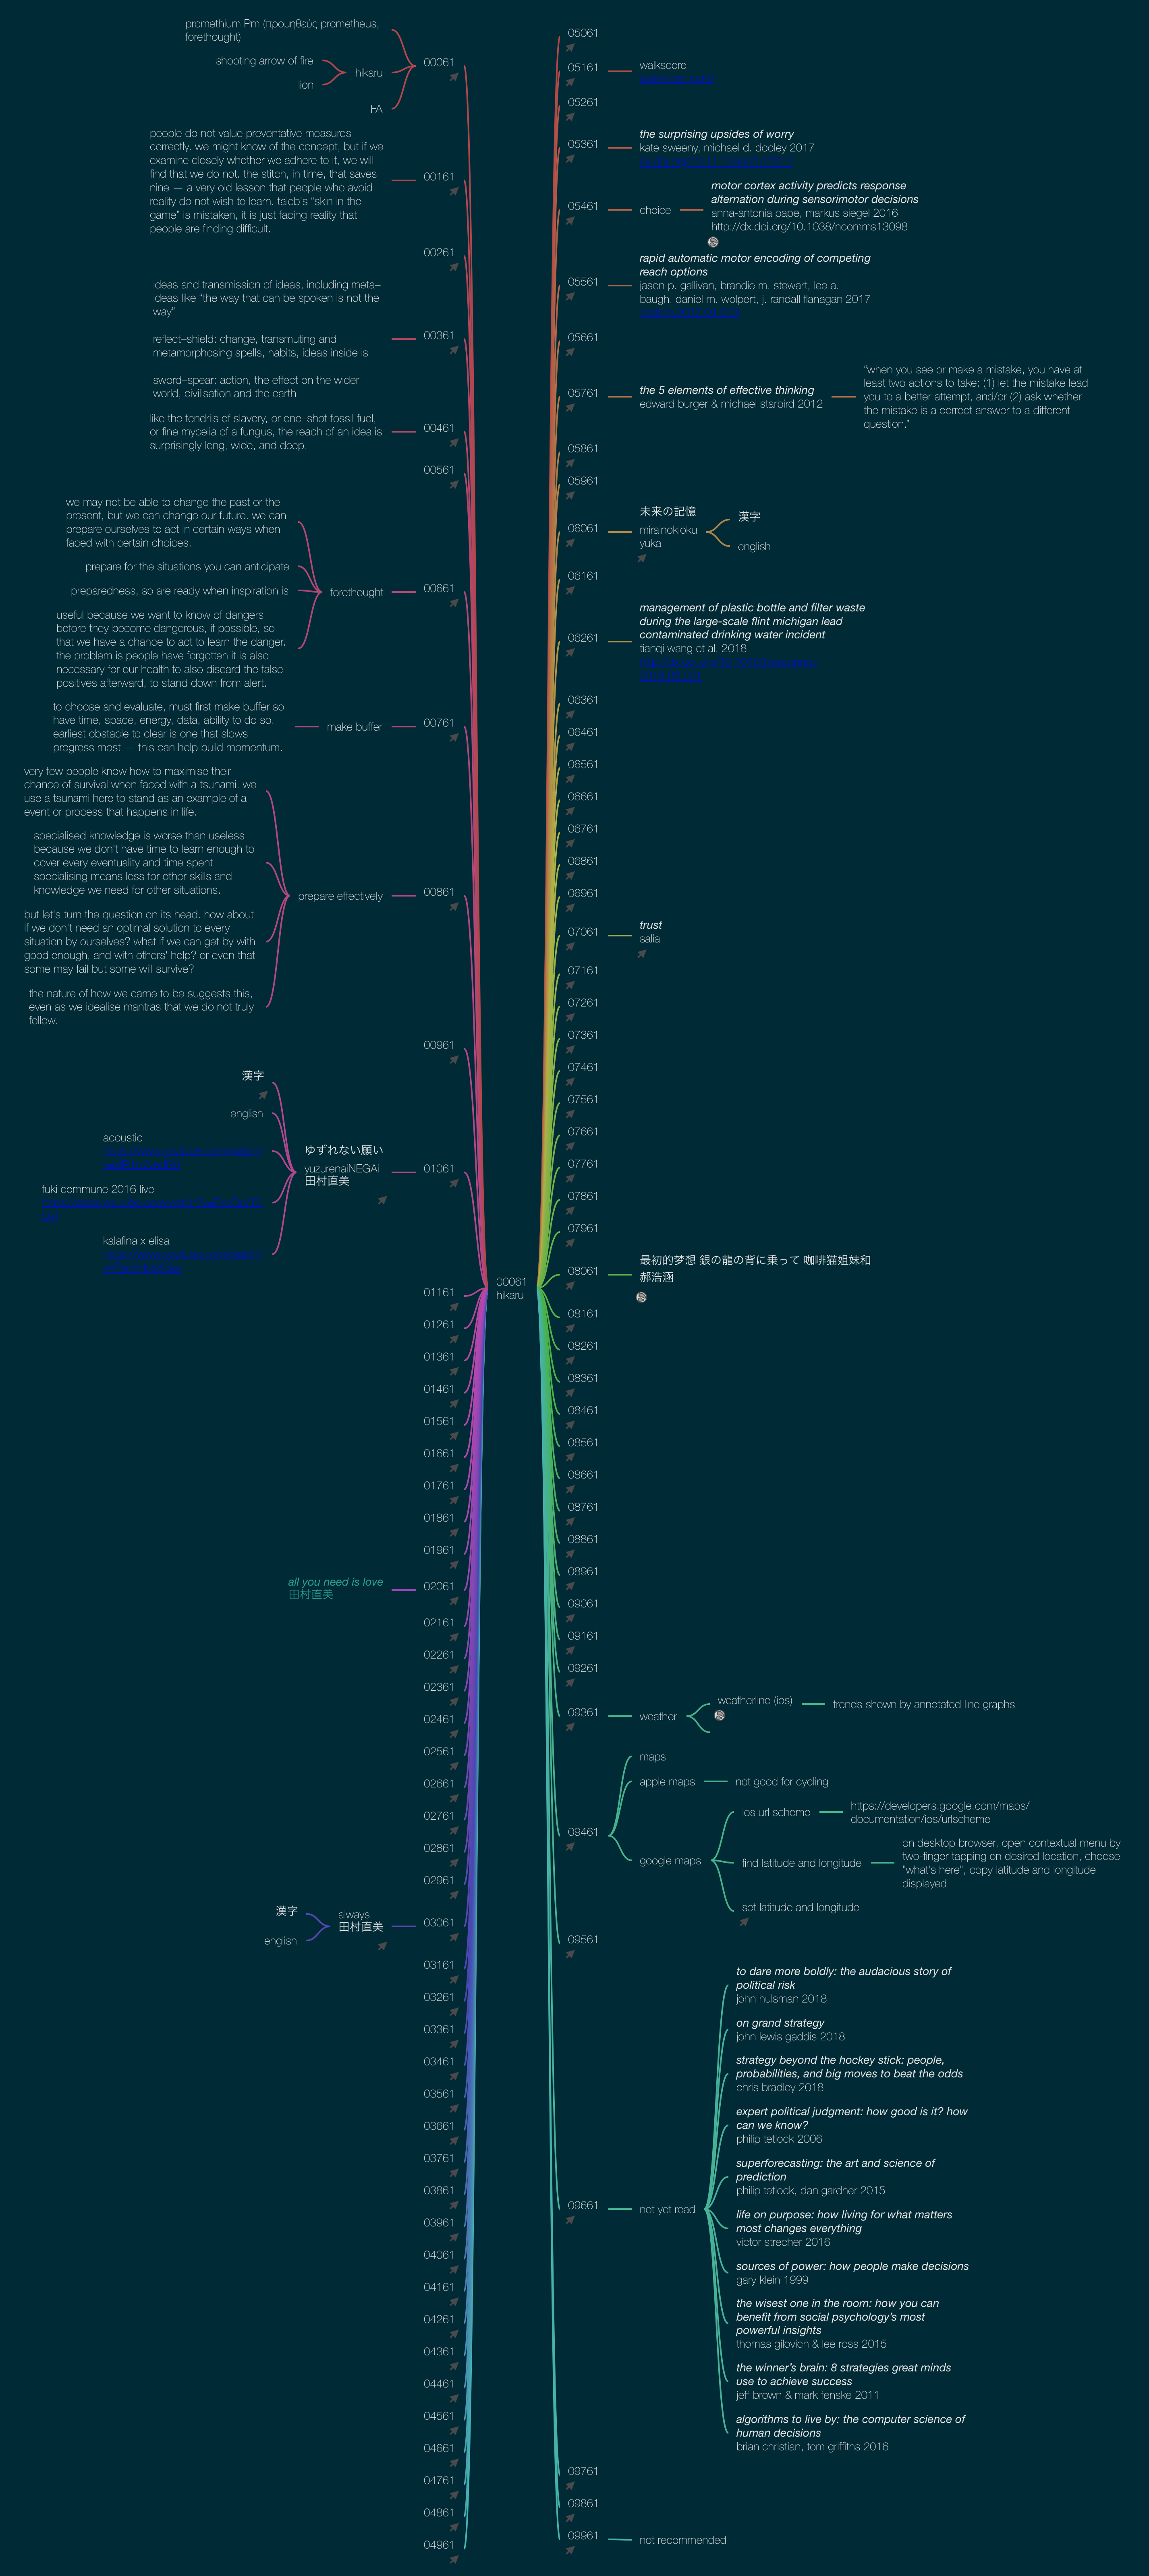 promethium Pm (προμηθεύς prometheus,
forethought)
shooting arrow of fire
hikaru
lion
FA
00061
people do not value preventative measures
correctly. we might know of the concept, but if we
examine closely whether we adhere to it, we will
find that we do not. the stitch, in time, that saves
nine — a very old lesson that people who avoid
reality do not wish to learn. taleb's "skin in the
game" is mistaken, it is just facing reality that
people are finding difficult.
00161
00261
ideas and transmission of ideas, including meta–
ideas like "the way that can be spoken is not the
way"
reflect–shield: change, transmuting and
metamorphosing spells, habits, ideas inside is
sword–spear: action, the effect on the wider
world, civilisation and the earth
00361
like the tendrils of slavery, or one–shot fossil fuel,
or fine mycelia of a fungus, the reach of an idea is
surprisingly long, wide, and deep.
00461
00561
we may not be able to change the past or the
present, but we can change our future. we can
prepare ourselves to act in certain ways when
faced with certain choices.
prepare for the situations you can anticipate
preparedness, so are ready when inspiration is
useful because we want to know of dangers
before they become dangerous, if possible, so
that we have a chance to act to learn the danger.
the problem is people have forgotten it is also
necessary for our health to also discard the false
positives afterward, to stand down from alert.
forethought
00661
to choose and evaluate, must first make buffer so
have time, space, energy, data, ability to do so.
earliest obstacle to clear is one that slows
progress most — this can help build momentum.
make buffer
00761
very few people know how to maximise their
chance of survival when faced with a tsunami. we
use a tsunami here to stand as an example of a
event or process that happens in life.
specialised knowledge is worse than useless
because we don't have time to learn enough to
cover every eventuality and time spent
specialising means less for other skills and
knowledge we need for other situations.
but let's turn the question on its head. how about
if we don't need an optimal solution to every
situation by ourselves? what if we can get by with
good enough, and with others' help? or even that
some may fail but some will survive?
the nature of how we came to be suggests this,
even as we idealise mantras that we do not truly
follow.
prepare effectively
00861
00961
漢字
english
acoustic
fuki commune 2016 live
kalafina x elisa
ゆずれない願い
yuzurenaiNEGAi
田村直美
01061
00061
hikaru
01161
01261
01361
01461
01561
01661
01761
01861
01961
all you need is love
田村直美
02061
02161
02261
02361
02461
02561
02661
02761
02861
02961
漢字
english
always
田村直美
03061
03161
03261
03361
03461
03561
03661
03761
03861
03961
04061
04161
04261
04361
04461
04561
04661
04761
04861
04961
05061
05161
walkscore
05261
05361
the surprising upsides of worry
kate sweeny, michael d. dooley 2017
05461
choice
motor cortex activity predicts response
alternation during sensorimotor decisions
anna-antonia pape, markus siegel 2016
http://dx.doi.org/10.1038/ncomms13098
05561
rapid automatic motor encoding of competing
reach options
jason p. gallivan, brandie m. stewart, lee a.
baugh, daniel m. wolpert, j. randall flanagan 2017
05661
05761
the 5 elements of effective thinking
edward burger & michael starbird 2012
"when you see or make a mistake, you have at
least two actions to take: (1) let the mistake lead
you to a better attempt, and/or (2) ask whether
the mistake is a correct answer to a different
question."
05861
05961
06061
未来の記憶
mirainokioku
yuka
漢字
english
06161
06261
management of plastic bottle and filter waste
during the large-scale flint michigan lead
contaminated drinking water incident
tianqi wang et al. 2018
06361
06461
06561
06661
06761
06861
06961
07061
trust
salia
07161
07261
07361
07461
07561
07661
07761
07861
07961
08061
最初的梦想 銀の龍の背に乗って 咖啡猫姐妹和
郝浩涵
08161
08261
08361
08461
08561
08661
08761
08861
08961
09061
09161
09261
09361
weather
weatherline (ios)
trends shown by annotated line graphs
09461
maps
apple maps
not good for cycling
google maps
ios url scheme
https://developers.google.com/maps/
documentation/ios/urlscheme
find latitude and longitude
on desktop browser, open contextual menu by
two-finger tapping on desired location, choose
"what's here", copy latitude and longitude
displayed
set latitude and longitude
09561
09661
not yet read
to dare more boldly: the audacious story of
political risk
john hulsman 2018
on grand strategy
john lewis gaddis 2018
strategy beyond the hockey stick: people,
probabilities, and big moves to beat the odds
chris bradley 2018
expert political judgment: how good is it? how
can we know?
philip tetlock 2006
superforecasting: the art and science of
prediction
philip tetlock, dan gardner 2015
life on purpose: how living for what matters
most changes everything
victor strecher 2016
sources of power: how people make decisions
gary klein 1999
the wisest one in the room: how you can
benefit from social psychology's most
powerful insights
thomas gilovich & lee ross 2015
the winner's brain: 8 strategies great minds
use to achieve success
jeff brown & mark fenske 2011
algorithms to live by: the computer science of
human decisions
brian christian, tom griffiths 2016
09761
09861
09961
not recommended